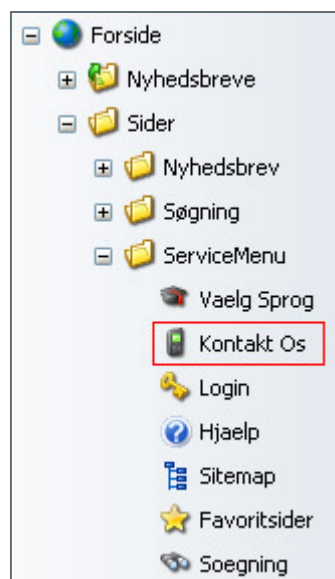 Forside
Nyhedsbreve
Sider
Nyhedsbrev
Søgning
ServiceMenu
Vaelg Sprog
Kontakt Os
Login
Hjaelp
Sitemap
Favoritsider
Soegning